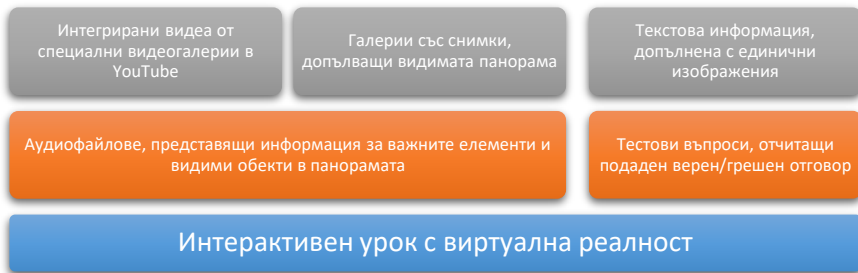 Интегрирани видеа от
специални видеогалерии в
YouTube
Галерии със снимки,
допълващи видимата панорама
Текстова информация,
допълнена с единични
изображения
Аудиофайлове, представящи информация за важните елементи и
видими обекти в панорамата
Тестови въпроси, отчитащи
подаден верен/грешен отговор
Интерактивен урок с виртуална реалност